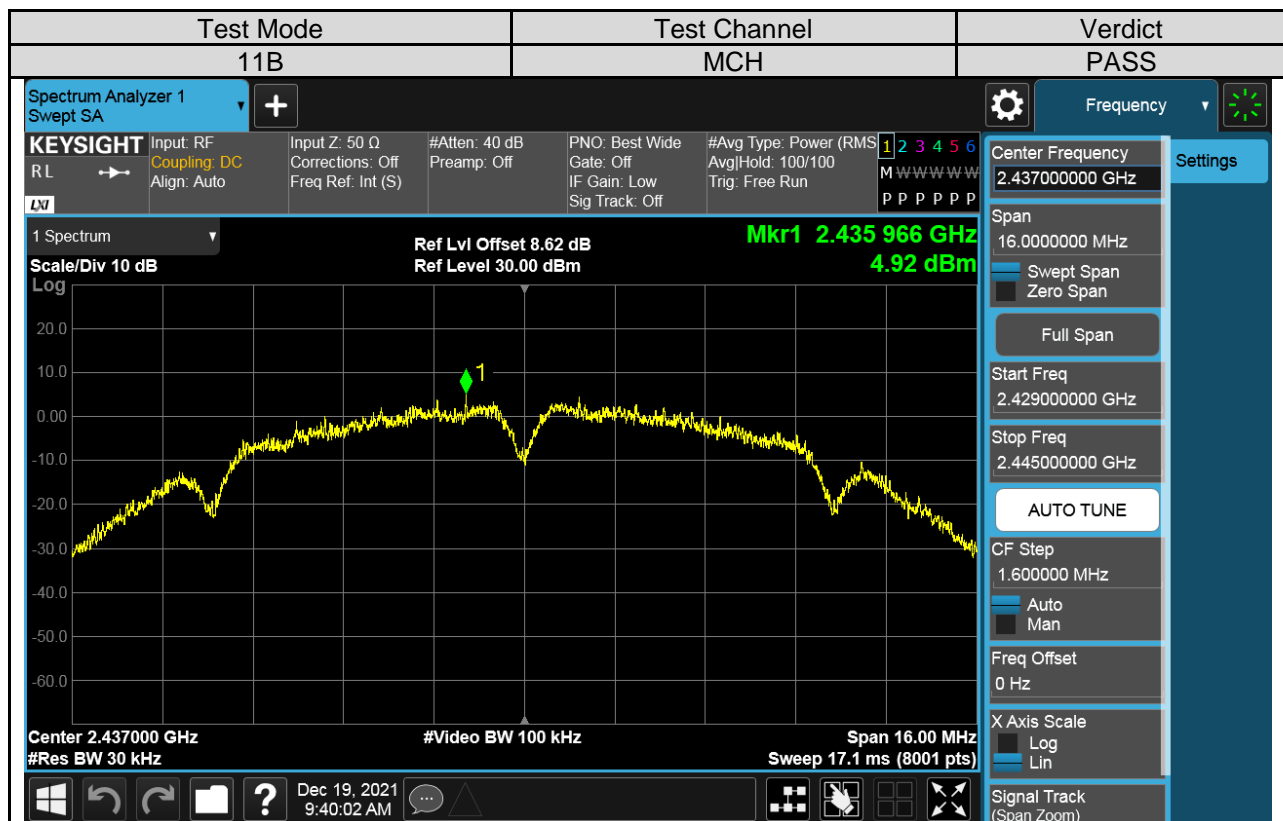 Test Mode Test Channel Verdict
11B MCH PASS
Spectrum Analyzer 1
Swept SA
+
Frequency
KEYSIGHT
RL
LXI
Input: RF
Coupling: DC
Align: Auto
Input Z: 50 Ω
Corrections: Off
Freq Ref: Int (S)
#Atten: 40 dB
Preamp: Off
PNO: Best Wide
Gate: Off
IF Gain: Low
Sig Track: Off
#Avg Type: Power (RMS
Avg|Hold: 100/100
Trig: Free Run
1 2 3 4 5 6
M W W W W W
P P P P P P
1 Spectrum
Scale/Div 10 dB
Ref Lvl Offset 8.62 dB
Ref Level 30.00 dBm
Mkr1 2.435 966 GHz
4.92 dBm
Log
20.0
10.0
0.00
-10.0
-20.0
-30.0
-40.0
-50.0
-60.0
1
Center 2.437000 GHz
#Res BW 30 kHz
#Video BW 100 kHz
Span 16.00 MHz
Sweep 17.1 ms (8001 pts)
Center Frequency
2.437000000 GHz
Settings
Span
16.0000000 MHz
Swept Span
Zero Span
Full Span
Start Freq
2.429000000 GHz
Stop Freq
2.445000000 GHz
AUTO TUNE
CF Step
1.600000 MHz
Auto
Man
Freq Offset
0 Hz
X Axis Scale
Log
Lin
Signal Track
(Span Zoom)
?
Dec 19, 2021
9:40:02 AM